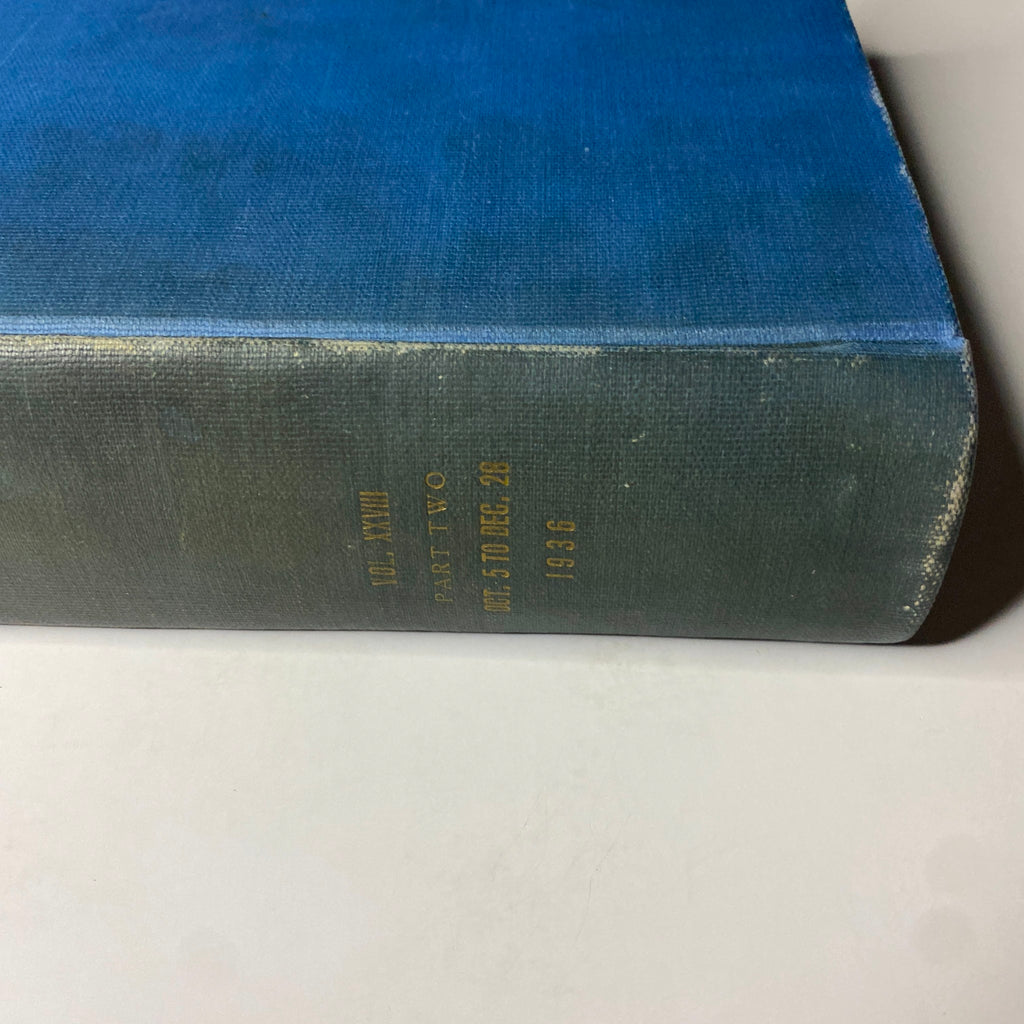 VOL. XXVIII
PART TWO
OCT. 5 TO DEC. 28
1936